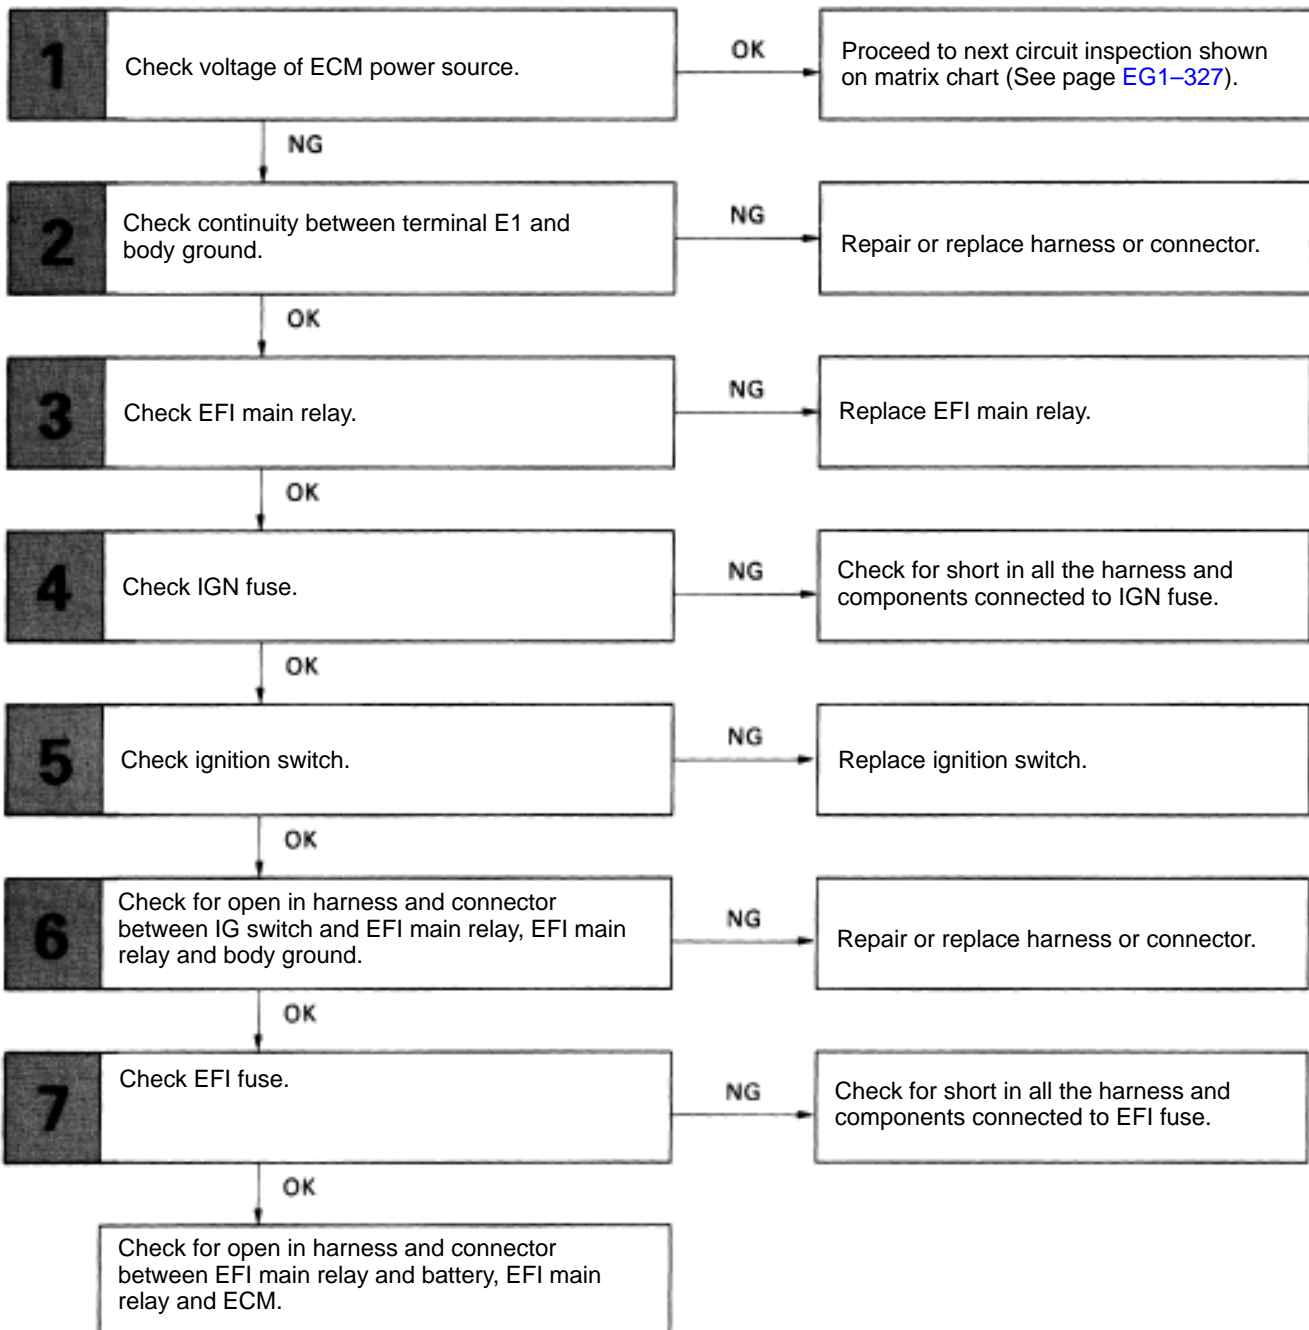 1
Check voltage of ECM power source.
OK
Proceed to next circuit inspection shown
on matrix chart (See page EG1–327).
NG
2
Check continuity between terminal E1 and
body ground.
NG
Repair or replace harness or connector.
OK
3
Check EFI main relay.
NG
Replace EFI main relay.
OK
4
Check IGN fuse.
NG
Check for short in all the harness and
components connected to IGN fuse.
OK
5
Check ignition switch.
NG
Replace ignition switch.
OK
6
Check for open in harness and connector
between IG switch and EFI main relay, EFI main
relay and body ground.
NG
Repair or replace harness or connector.
OK
7
Check EFI fuse.
NG
Check for short in all the harness and
components connected to EFI fuse.
OK
Check for open in harness and connector
between EFI main relay and battery, EFI main
relay and ECM.